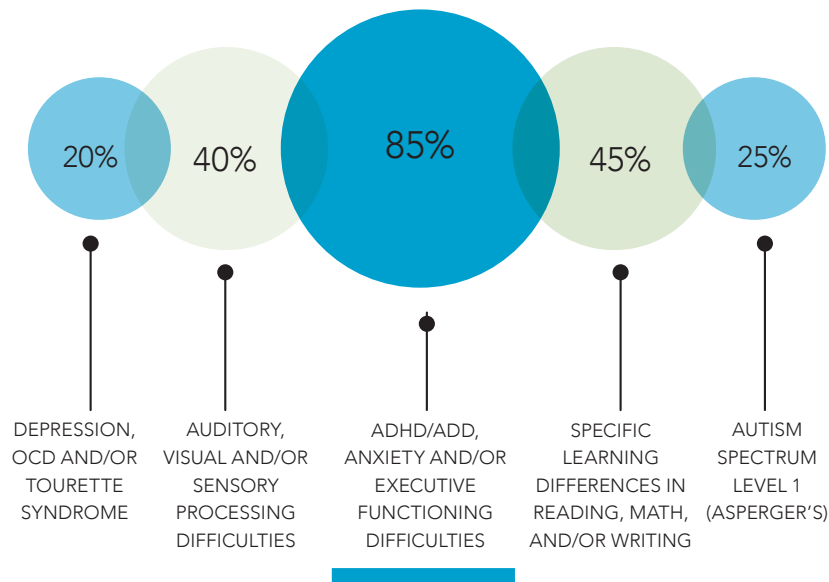 20%
40%
85%
45%
25%
DEPRESSION,
OCD AND/OR
TOURETTE
SYNDROME
AUDITORY,
VISUAL AND/OR
SENSORY
PROCESSING
DIFFICULTIES
ADHD/ADD,
ANXIETY AND/OR
EXECUTIVE
FUNCTIONING
DIFFICULTIES
SPECIFIC
LEARNING
DIFFERENCES IN
READING, MATH,
AND/OR WRITING
AUTISM
SPECTRUM
LEVEL 1
(ASPERGER'S)